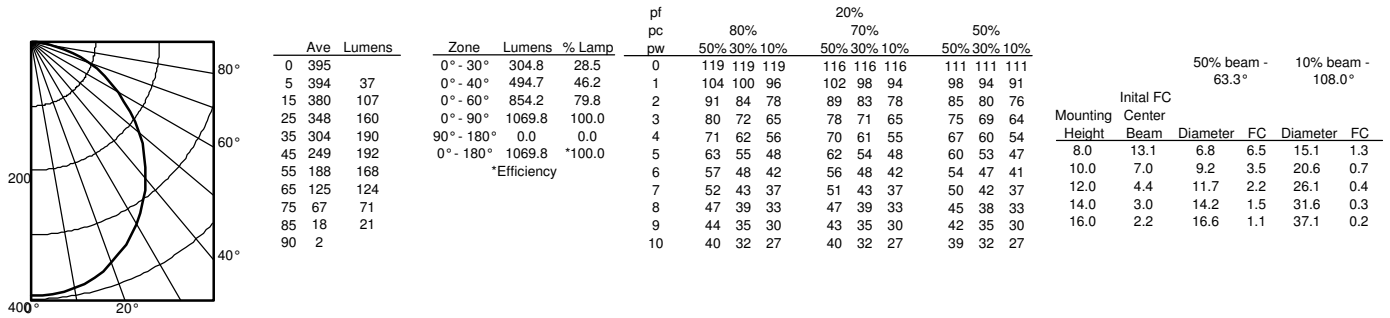 80°
60°
200
40°
400
0°
20°
Ave Lumens
0 395
5 394 37
15 380 107
25 348 160
35 304 190
45 249 192
55 188 168
65 125 124
75 67 71
85 18 21
90 2
Zone Lumens % Lamp
0° - 30° 304.8 28.5
0° - 40° 494.7 46.2
0° - 60° 854.2 79.8
0° - 90° 1069.8 100.0
90° - 180° 0.0 0.0
0° - 180° 1069.8 *100.0
*Efficiency
pf 20%
pc 80% 70% 50%
pw 50% 30% 10% 50% 30% 10% 50% 30% 10%
0 119 119 119 116 116 116 111 111 111
1 104 100 96 102 98 94 98 94 91
2 91 84 78 89 83 78 85 80 76
3 80 72 65 78 71 65 75 69 64
4 71 62 56 70 61 55 67 60 54
5 63 55 48 62 54 48 60 53 47
6 57 48 42 56 48 42 54 47 41
7 52 43 37 51 43 37 50 42 37
8 47 39 33 47 39 33 45 38 33
9 44 35 30 43 35 30 42 35 30
10 40 32 27 40 32 27 39 32 27
50% beam - 10% beam -
63.3° 108.0°
Inital FC
Mounting Center
Height Beam Diameter FC Diameter FC
8.0 13.1 6.8 6.5 15.1 1.3
10.0 7.0 9.2 3.5 20.6 0.7
12.0 4.4 11.7 2.2 26.1 0.4
14.0 3.0 14.2 1.5 31.6 0.3
16.0 2.2 16.6 1.1 37.1 0.2